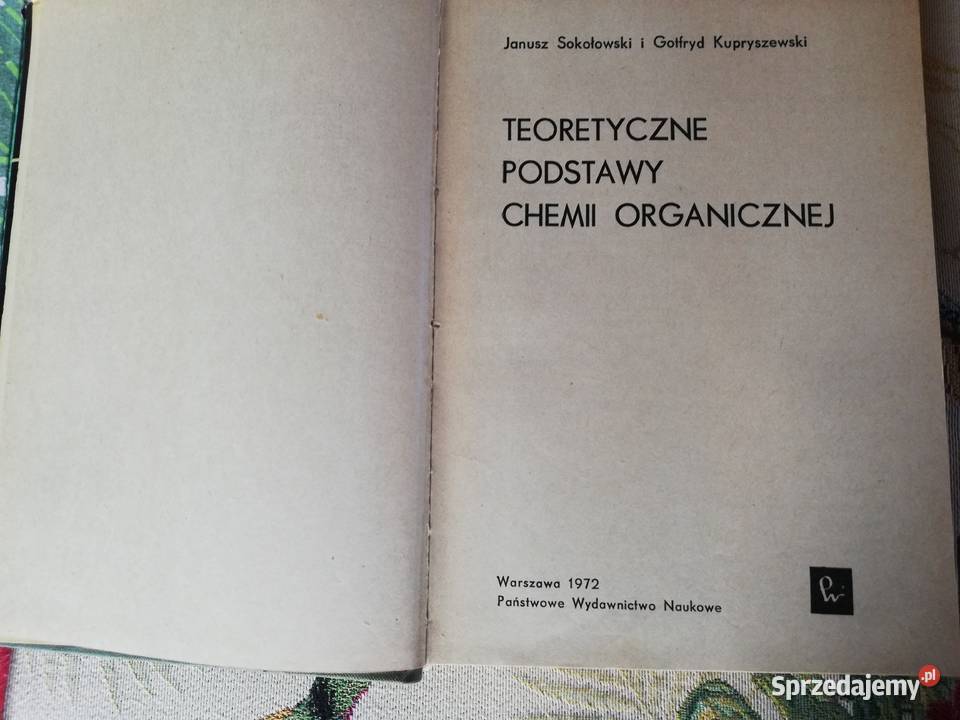 Janusz Sokołowski i Gotfryd Kupryszewski
TEORETYCZNE
PODSTAWY
CHEMII ORGANICZNEJ
Warszawa 1972
Państwowe Wydawnictwo Naukowe
Sprzedajemy.pl